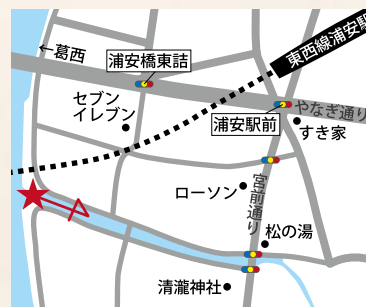 東西線浦安駅
←葛西
浦安橋東詰
セブン
イレブン
やなぎ通り
浦安駅前
すき家
ローソン
宮前通り
松の湯
清瀧神社